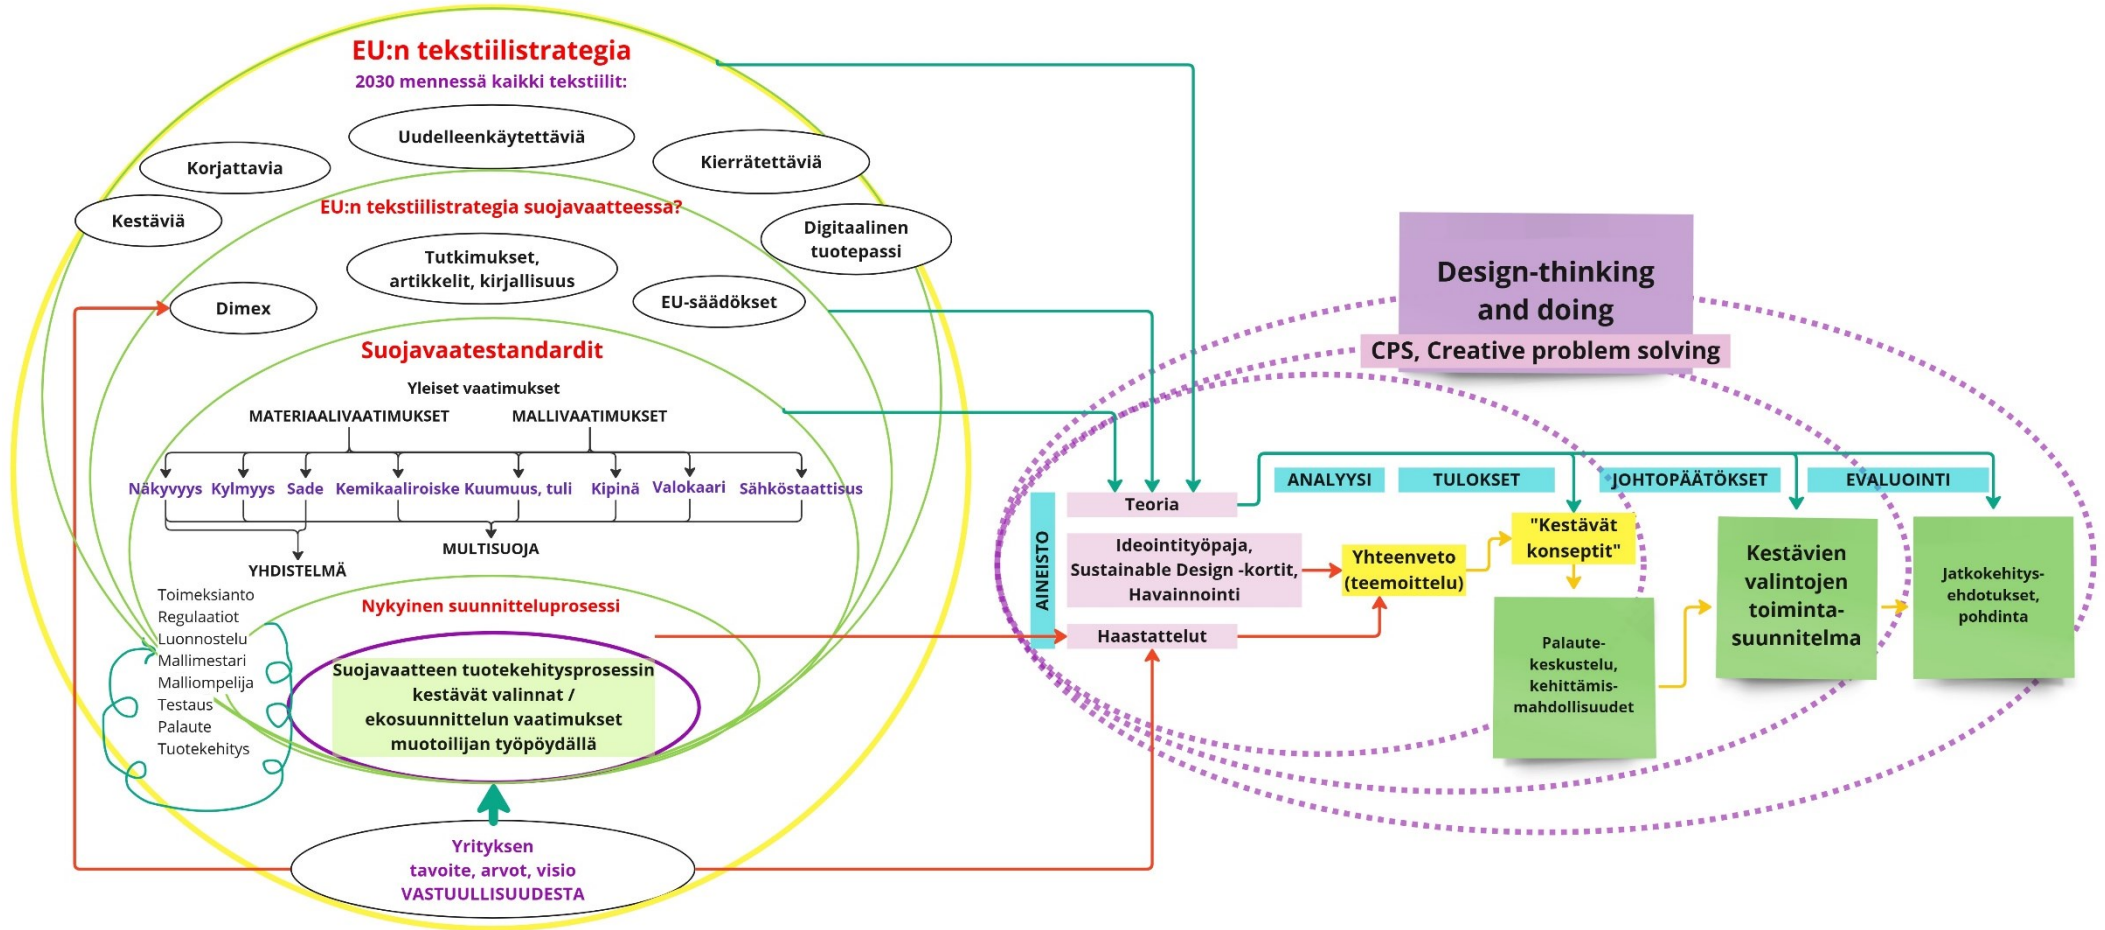 EU:n tekstiilistrategia
2030 mennessä kaikki tekstiilit:
Uudelleenkäytettäviä
Korjattavia
Kierrätettäviä
Kestäviä
Digitaalinen
tuotepassi
EU:n tekstiilistrategia suojavaatteessa?
Tutkimukset,
artikkelit, kirjallisuus
Dimex
EU-säädökset
Suojavaatestandardit
Yleiset vaatimukset
MATERIAALIVAATIMUKSET
MALLIVAATIMUKSET
Näkyvyys
Kylmyys
Sade
Kemikaaliroiske
Kuumuus, tuli
Kipinä
Valokaari
Sähköstaattisus
MULTISUOJA
YHDISTELMÄ
Toimeksianto
Regulaatiot
Luonnostelu
Mallimestari
Malliompelija
Testaus
Palaute
Tuotekehitys
Nykyinen suunnitteluprosessi
Suojavaatteen tuotekehitysprosessin
kestävät valinnat /
ekosuunnittelun vaatimukset
muotoilijan työpöydällä
Yrityksen
tavoite, arvot, visio
VASTUULLISUUDESTA
Design-thinking
and doing
CPS, Creative problem solving
ANALYYSI
TULOKSET
JOHTOPÄÄTÖKSET
EVALUOINTI
AINEISTO
Teoria
Ideointityöpaja,
Sustainable Design -kortit,
Havainnointi
Haastattelut
Yhteenveto
(teemoittelu)
"Kestävät
konseptit"
Palaute-
keskustelu,
kehittämis-
mahdollisuudet
Kestävien
valintojen
toiminta-
suunnitelma
Jatkokehitys-
ehdotukset,
pohdinta